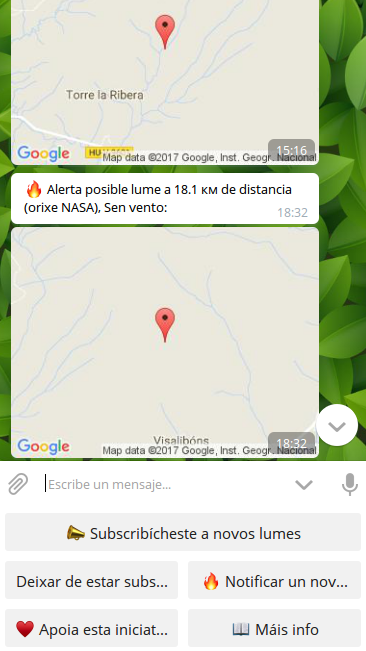 Torre la Ribera
Google
Map data ©2017 Google, Inst. Geogr. Nacional
15:16
🔥 Alerta posible lume a 18.1 км de distancia
(orixe NASA), Sen vento:
18:32
Visalibóns
Google
Map data ©2017 Google, Inst. Geogr. Nacional
18:32
Escribe un mensaje...
Subscribícheste a novos lumes
Deixar de estar subs...
🔥 Notificar un nov...
♥ Apoia esta iniciat...
📖 Máis info